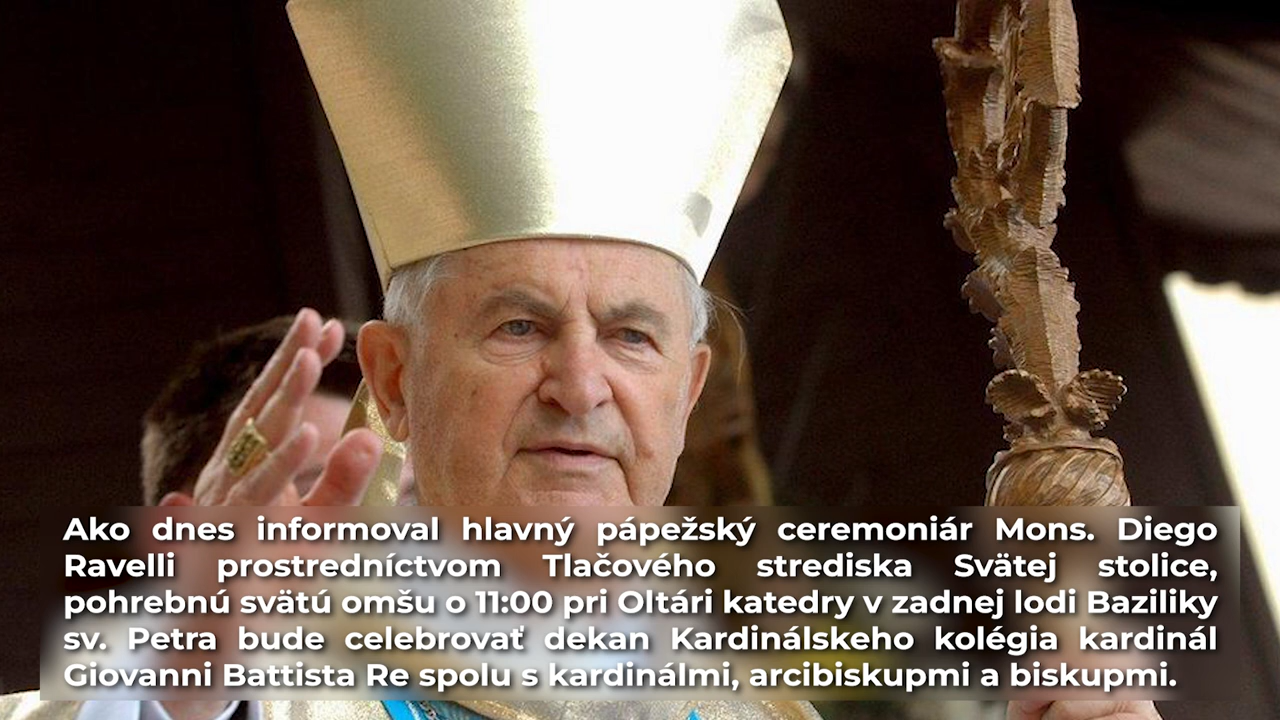 Ako dnes informoval hlavný pápežský ceremoniár Mons. Diego
Ravelli prostredníctvom Tlačového strediska Svätej stolice,
pohrebnú svätú omšu o 11:00 pri Oltári katedry v zadnej lodi Baziliky
sv. Petra bude celebrovať dekan Kardinálskeho kolégia kardinál
Giovanni Battista Re spolu s kardinálmi, arcibiskupmi a biskupmi.